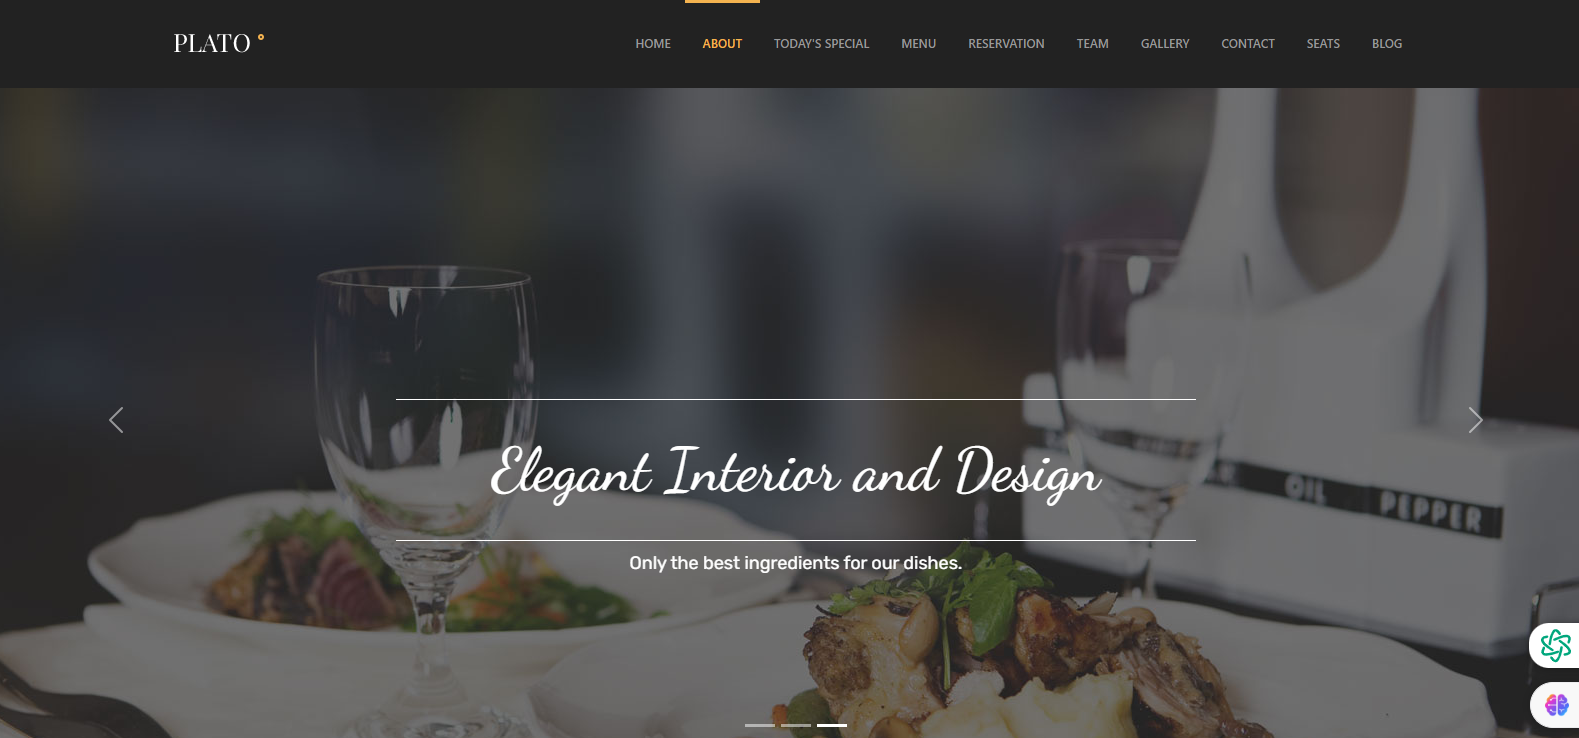 PLATO
HOME ABOUT TODAY'S SPECIAL MENU RESERVATION TEAM GALLERY CONTACT SEATS BLOG
Elegant Interior and Design
Only the best ingredients for our dishes.
OIL PEPPER